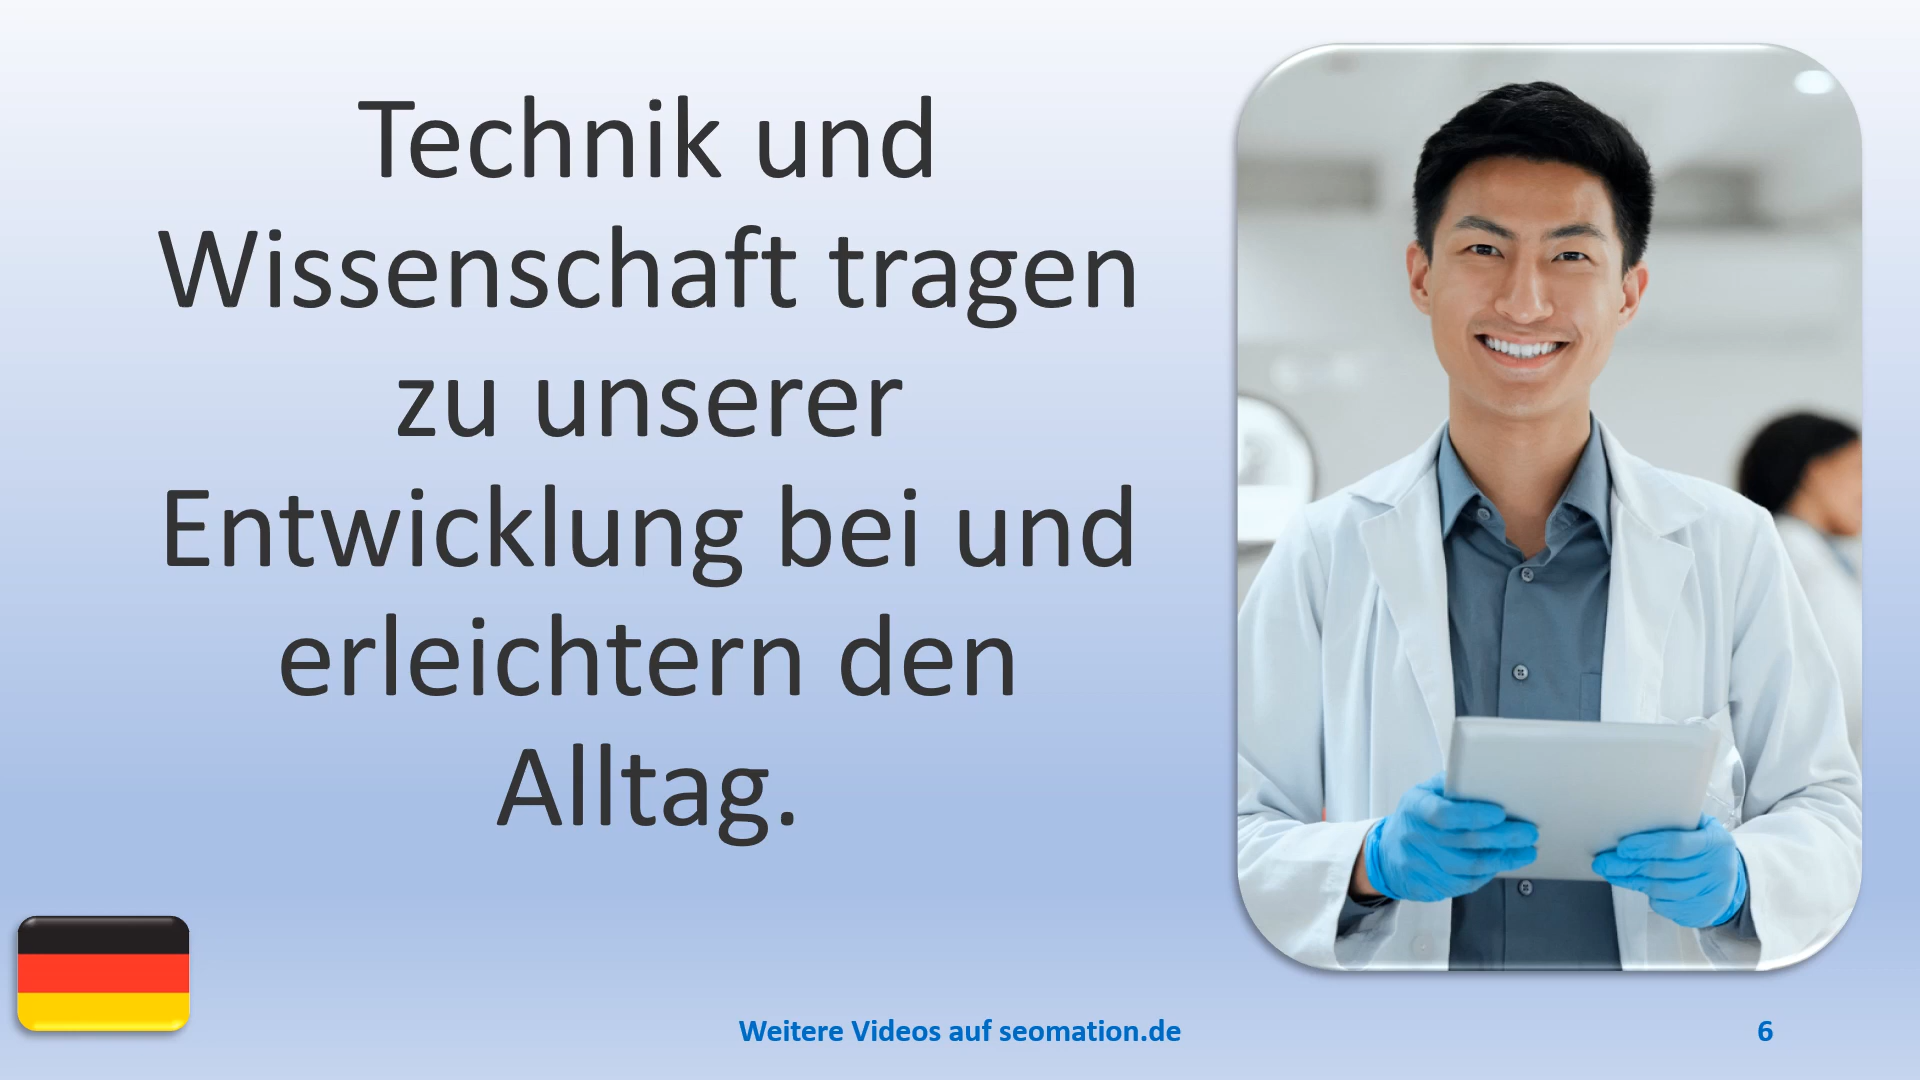 Technik und
Wissenschaft tragen
zu unserer
Entwicklung bei und
erleichtern den
Alltag.
Weitere Videos auf seomation.de
6